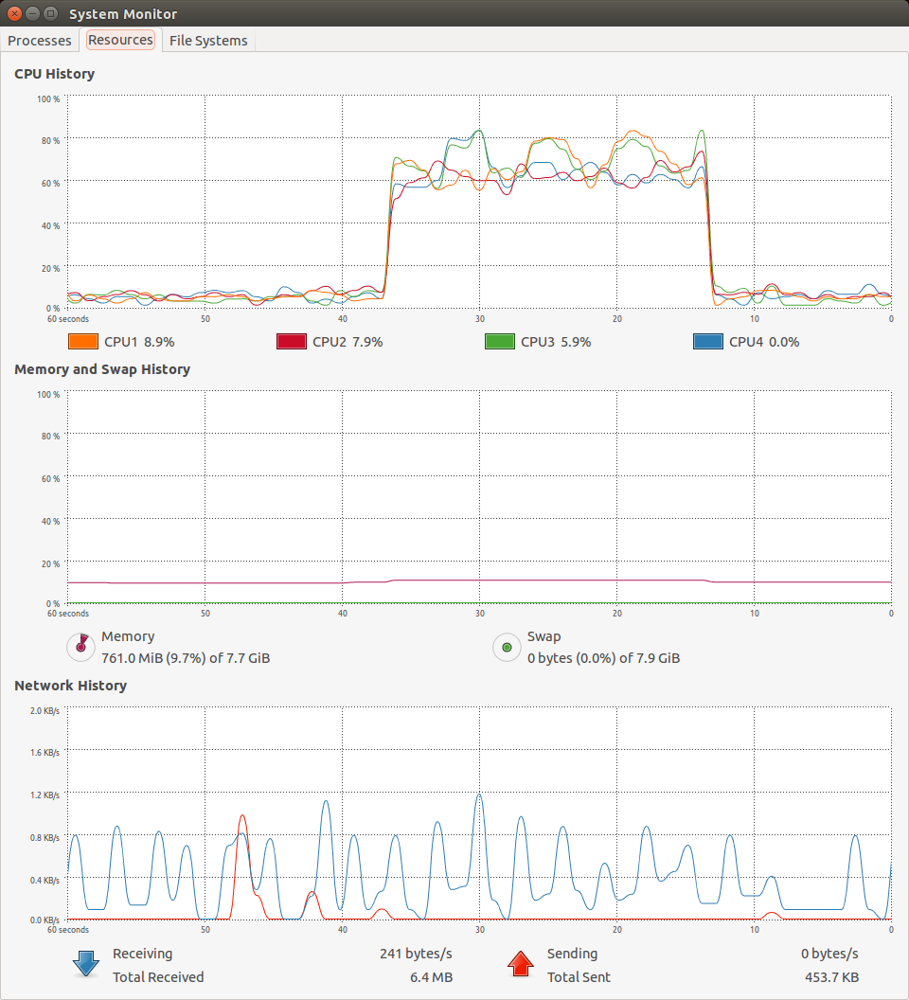 System Monitor
Processes Resources File Systems
CPU History
100 %
80 %
60 %
40 %
20 %
0 %
60 seconds 50 40 30 20 10 0
CPU1 8.9% CPU2 7.9% CPU3 5.9% CPU4 0.0%
Memory and Swap History
100 %
80 %
60 %
40 %
20 %
0 %
60 seconds 50 40 30 20 10 0
Memory Swap
761.0 MiB (9.7%) of 7.7 GiB 0 bytes (0.0%) of 7.9 GiB
Network History
2.0 KB/s
1.6 KB/s
1.2 KB/s
0.8 KB/s
0.4 KB/s
0.0 KB/s
60 seconds 50 40 30 20 10 0
Receiving 241 bytes/s Sending 0 bytes/s
Total Received 6.4 MB Total Sent 453.7 KB